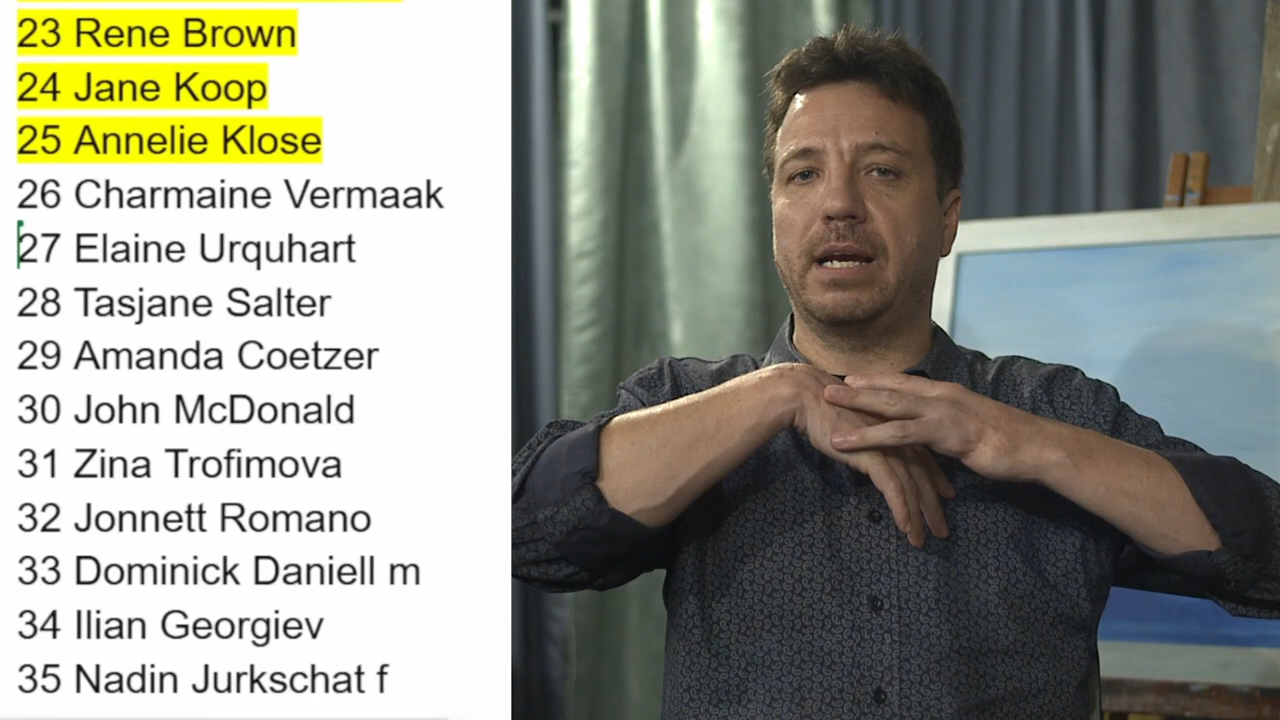 23 Rene Brown
24 Jane Koop
25 Annelie Klose
26 Charmaine Vermaak
27 Elaine Urquhart
28 Tasjane Salter
29 Amanda Coetzer
30 John McDonald
31 Zina Trofimova
32 Jonnett Romano
33 Dominick Daniell m
34 Ilian Georgiev
35 Nadin Jurkschat f